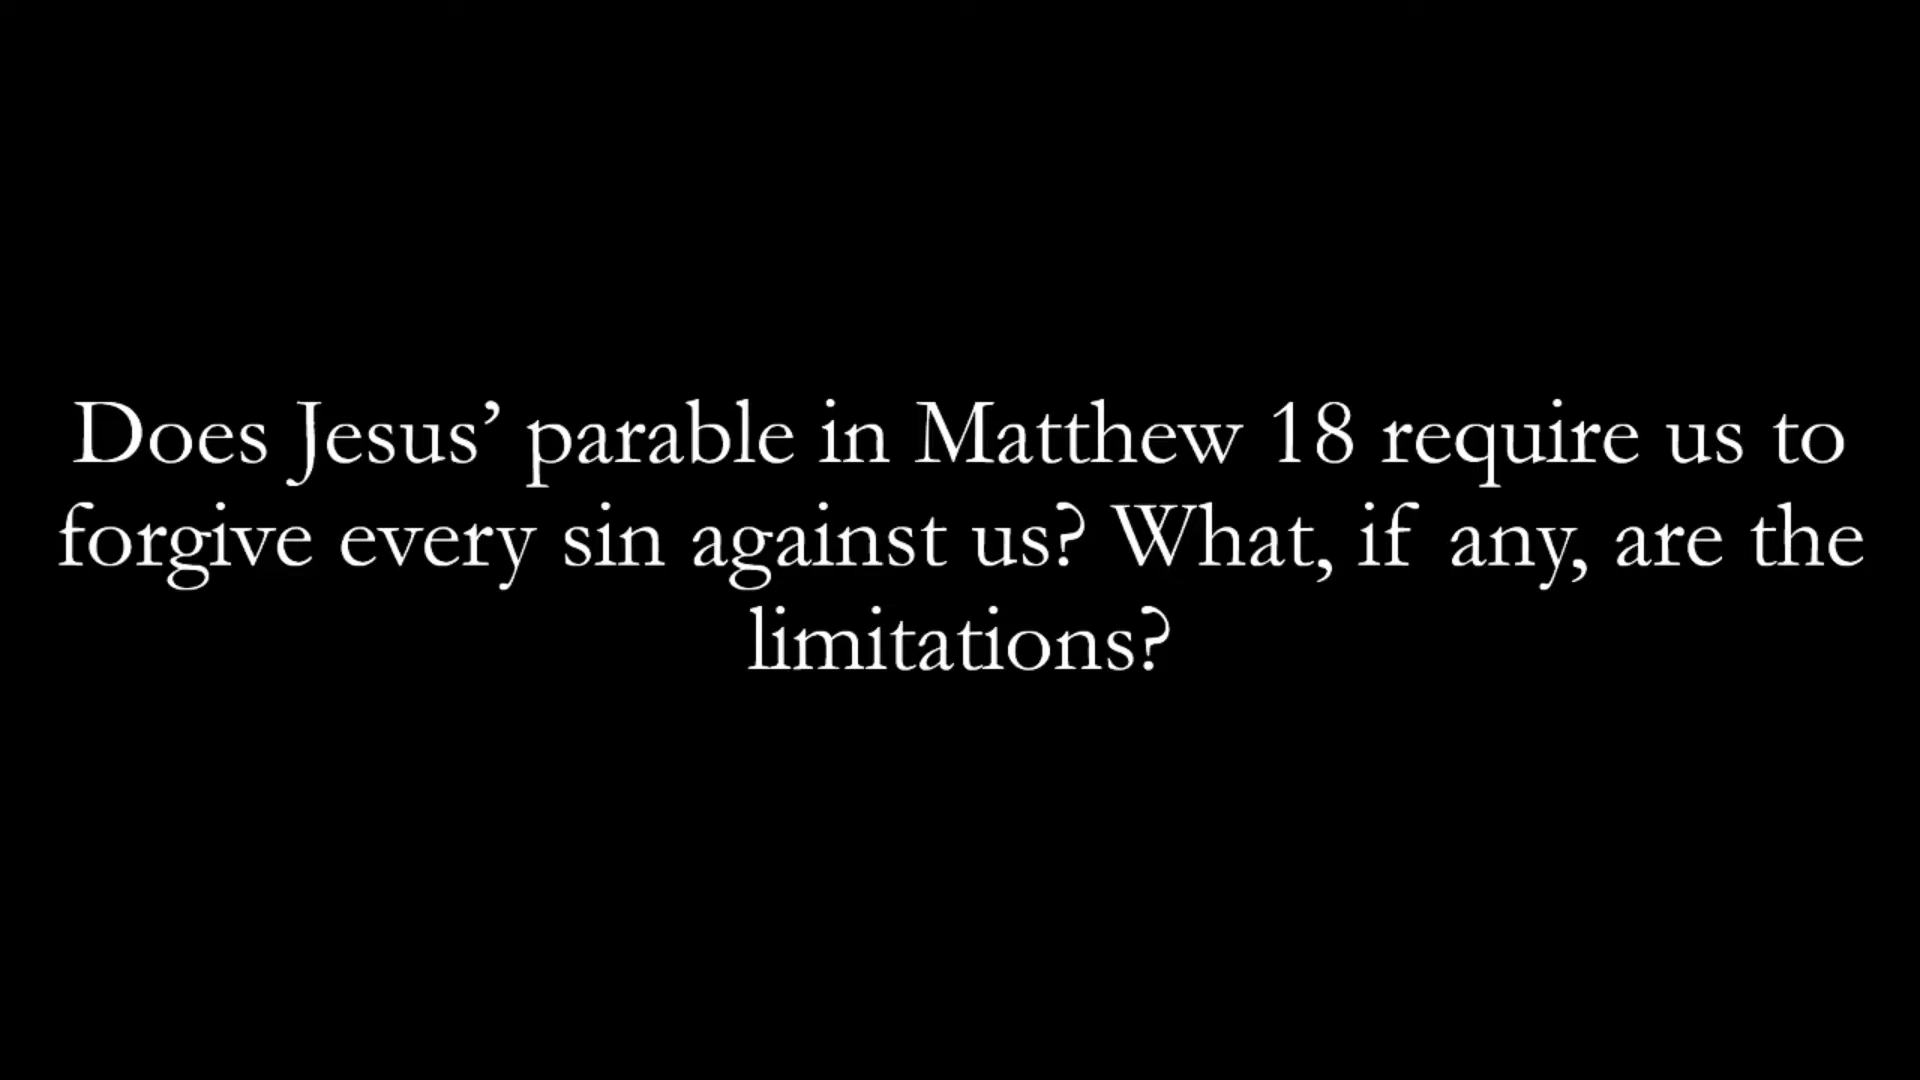 Does Jesus’ parable in Matthew 18 require us to
forgive every sin against us? What, if any, are the
limitations?